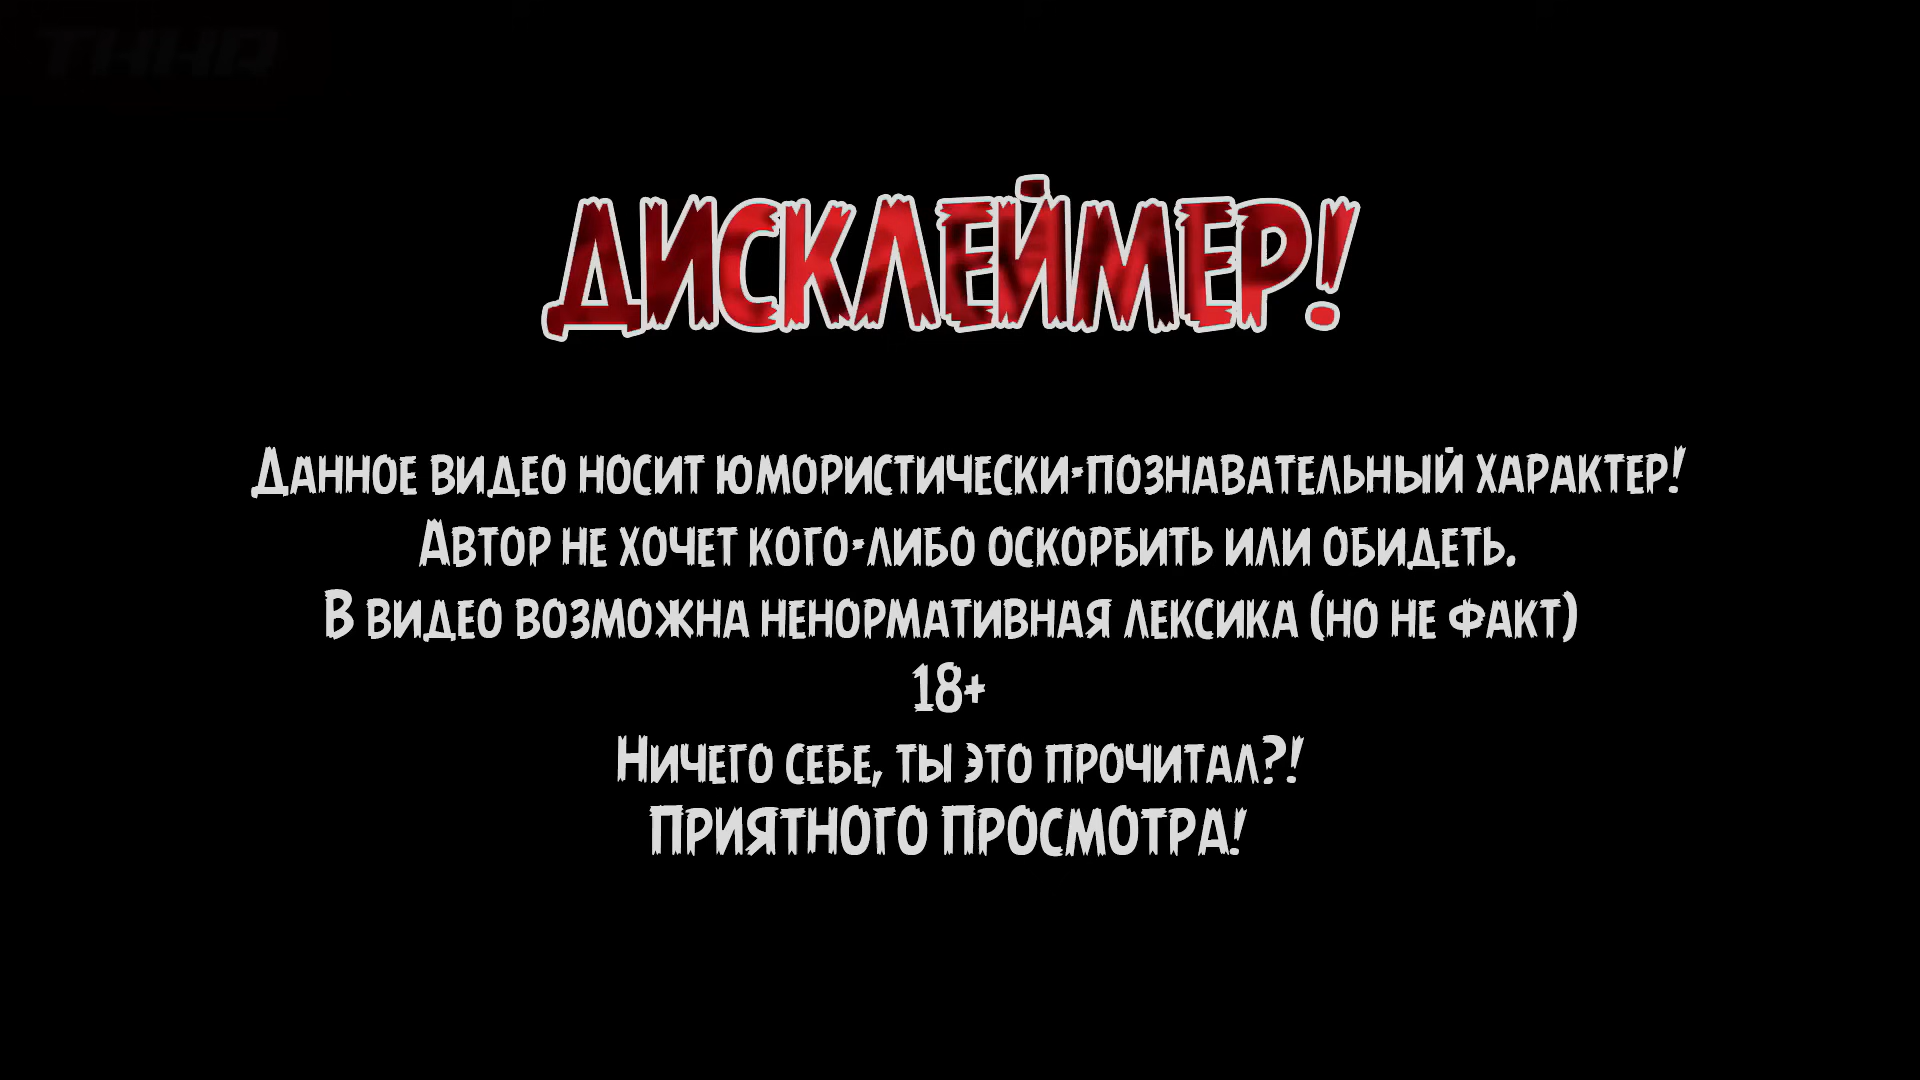 THHQ
ДИСКЛЕЙМЕР!
Данное видео носит юмористически-познавательный характер!
Автор не хочет кого-либо оскорбить или обидеть.
В видео возможна ненормативная лексика (но не факт)
18+
Ничего себе, ты это прочитал?!
Приятного Просмотра!